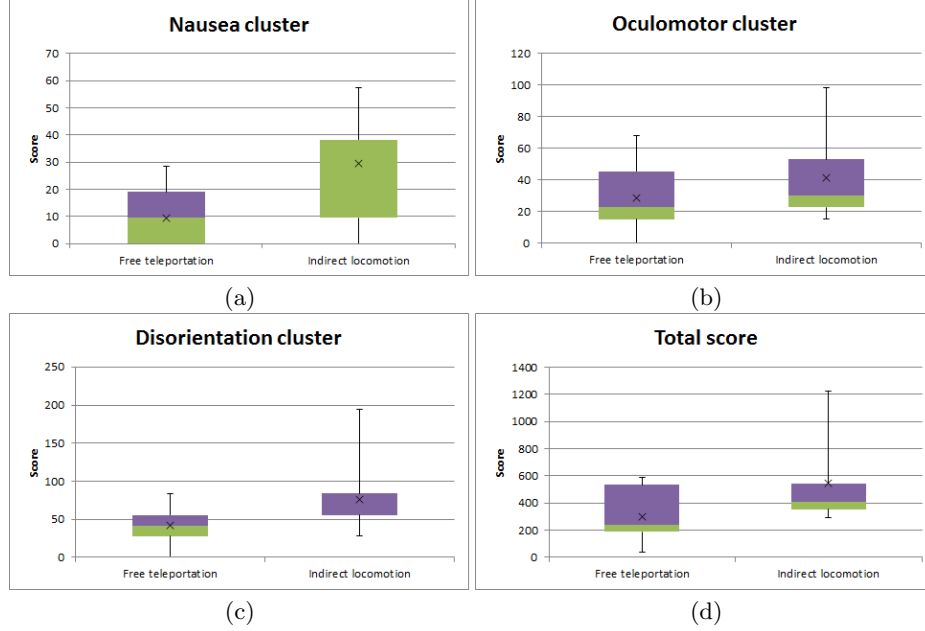 Nausea cluster
70
60
50
40
30
20
10
0
Score
Free teleportation
Indirect locomotion
(a)
Oculomotor cluster
120
100
80
60
40
20
0
Score
Free teleportation
Indirect locomotion
(b)
Disorientation cluster
250
200
150
100
50
0
Score
Free teleportation
Indirect locomotion
(c)
Total score
1400
1200
1000
800
600
400
200
0
Score
Free teleportation
Indirect locomotion
(d)